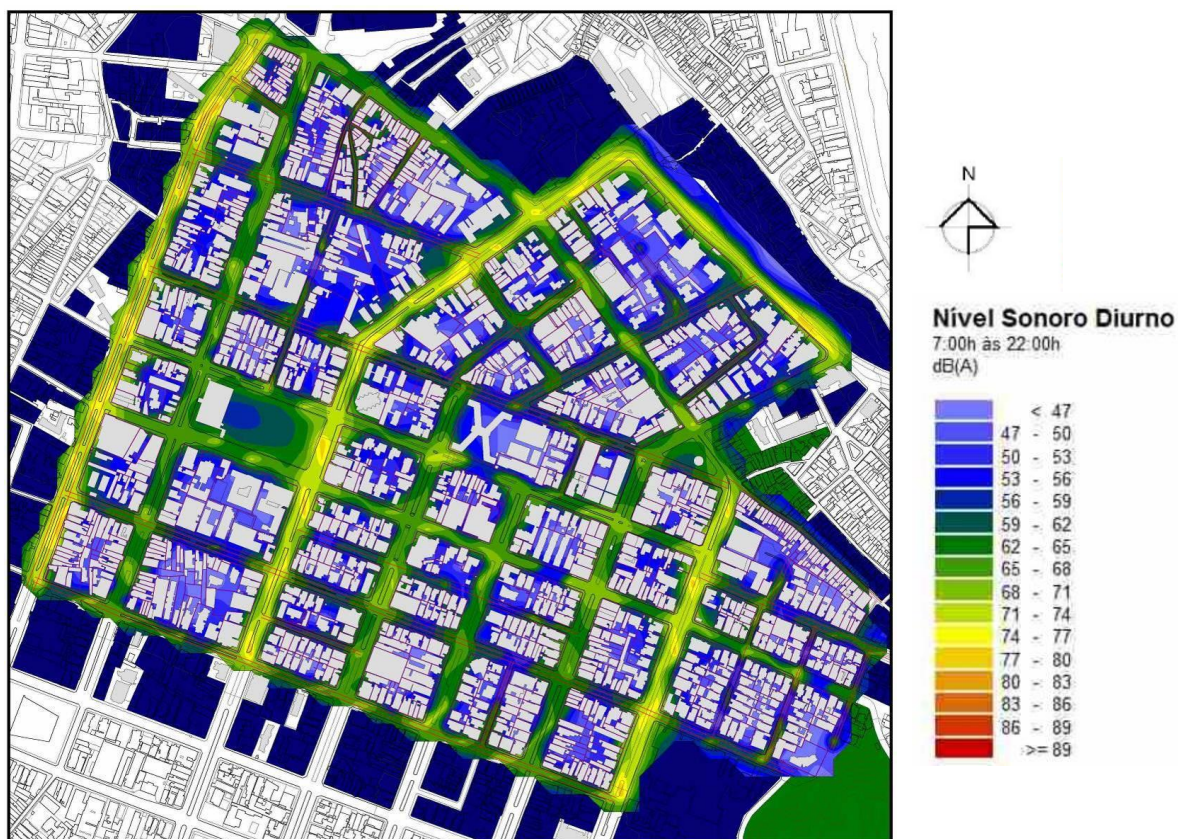 N
Nível Sonoro Diurno
7:00h às 22:00h
dB(A)
< 47
47 - 50
50 - 53
53 - 56
56 - 59
59 - 62
62 - 65
65 - 68
68 - 71
71 - 74
74 - 77
77 - 80
80 - 83
83 - 86
86 - 89
>= 89